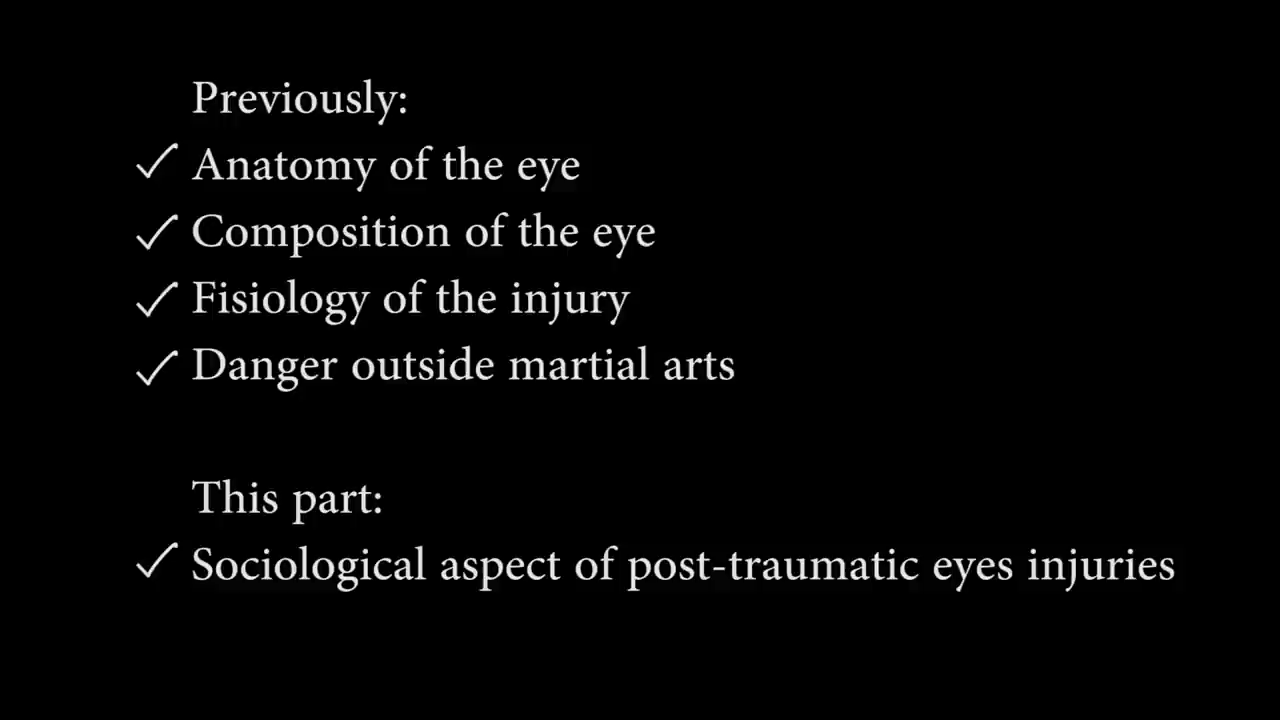 Previously:
✓ Anatomy of the eye
✓ Composition of the eye
✓ Fisiology of the injury
✓ Danger outside martial arts
This part:
✓ Sociological aspect of post-traumatic eyes injuries